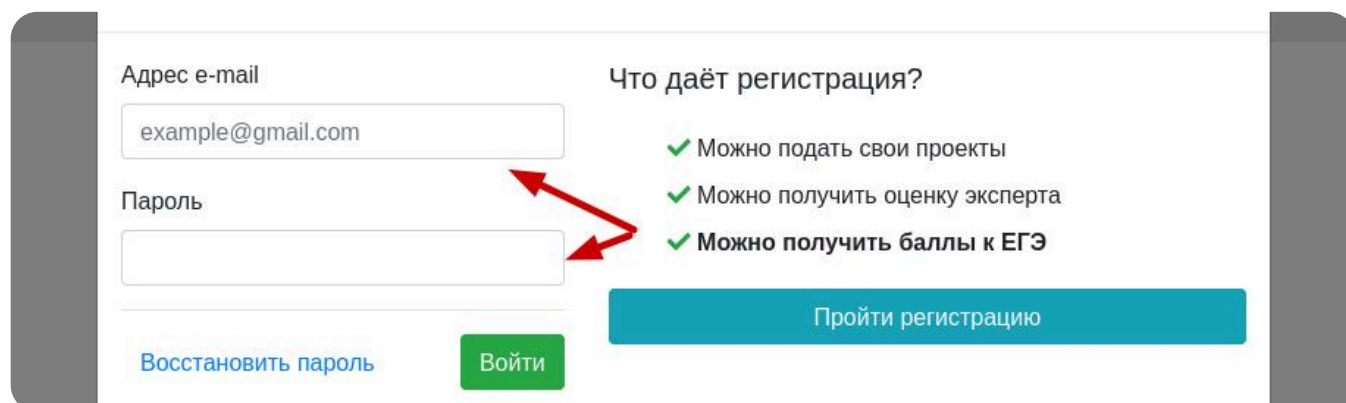 Адрес e-mail
example@gmail.com
Пароль
Восстановить пароль
Войти
Что даёт регистрация?
Можно подать свои проекты
Можно получить оценку эксперта
Можно получить баллы к ЕГЭ
Пройти регистрацию